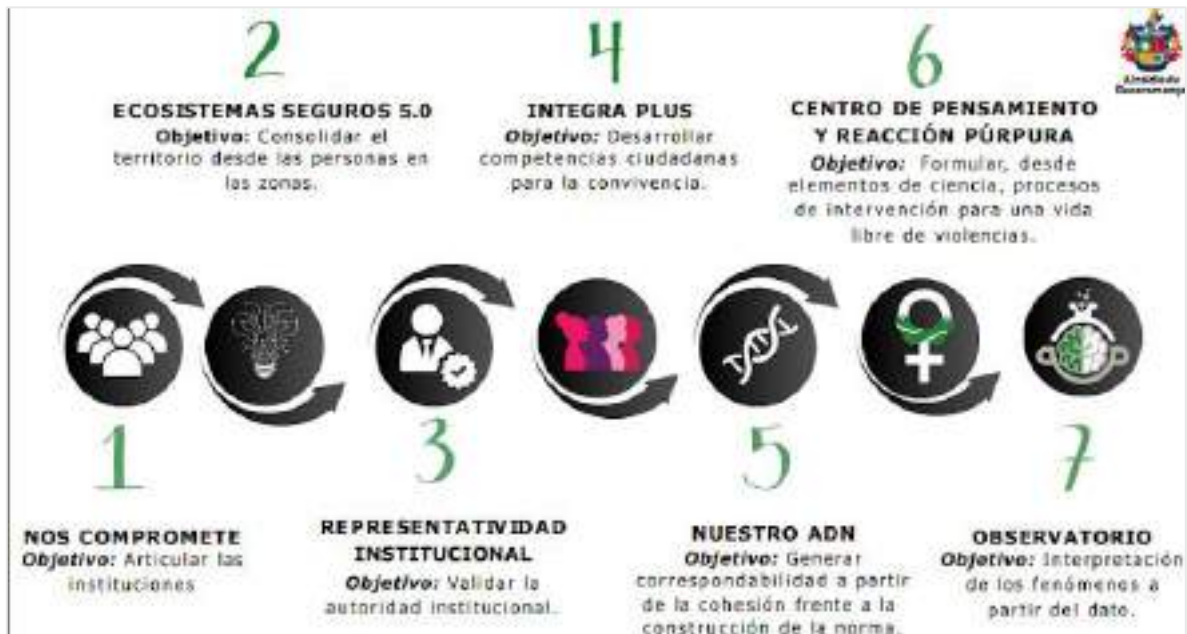 2
ECOSISTEMAS SEGUROS 5.0
Objetivo: Consolidar el
territorio desde las personas en
las zonas.
4
INTEGRA PLUS
Objetivo: Desarrollar
competencias ciudadanas
para la convivencia.
6
CENTRO DE PENSAMIENTO
Y REACCIÓN PÚRPURA
Objetivo: Formular, desde
elementos de ciencia, procesos
de intervención para una vida
libre de violencias.
Alcaldía de
Bucaramanga
1
NOS COMPROMETE
Objetivo: Articular las
instituciones
3
REPRESENTATIVIDAD
INSTITUCIONAL
Objetivo: Validar la
autoridad institucional.
5
NUESTRO ADN
Objetivo: Generar
correspondabilidad a partir
de la cohesión frente a la
construcción de la norma.
7
OBSERVATORIO
Objetivo: Interpretación
de los fenómenos a
partir del dato.